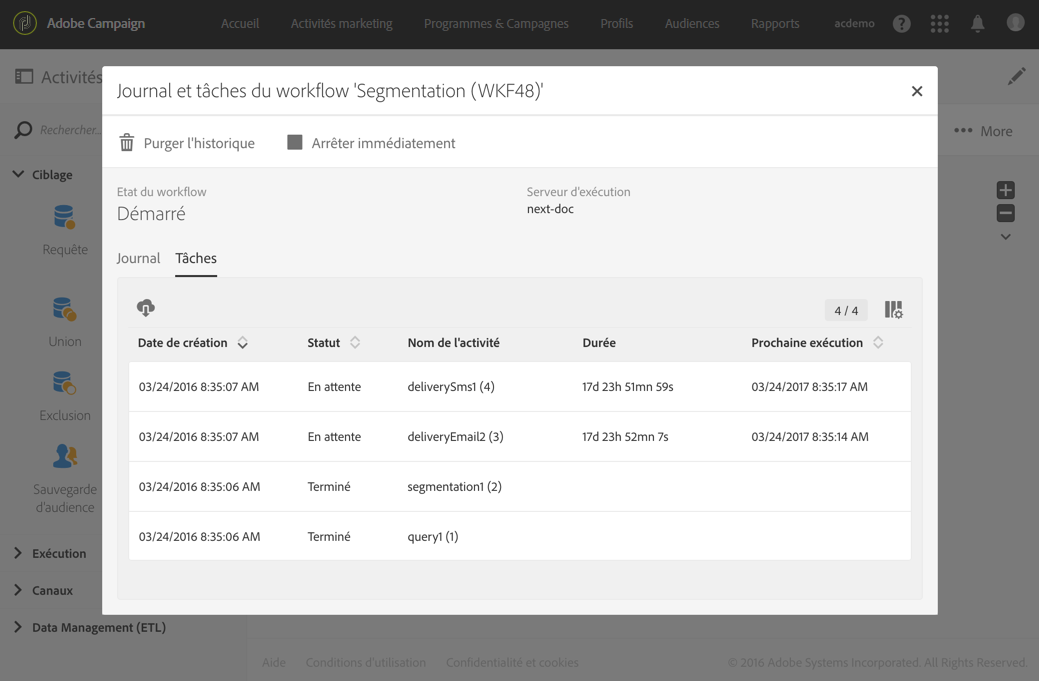 Adobe Campaign Accueil Activités marketing Programmes & Campagnes Profils Audiences Rapports acdemo ?
Activités
Journal et tâches du workflow 'Segmentation (WKF48)'
Rechercher...
Purger l'historique Arrêter immédiatement
More
Ciblage
Etat du workflow Serveur d'exécution
Démarré next-doc
Requête
Journal Tâches
4 / 4
Union
Date de création Statut Nom de l'activité Durée Prochaine exécution
03/24/2016 8:35:07 AM En attente deliverySms1 (4) 17d 23h 51mn 59s 03/24/2017 8:35:17 AM
Exclusion
03/24/2016 8:35:07 AM En attente deliveryEmail2 (3) 17d 23h 52mn 7s 03/24/2017 8:35:14 AM
03/24/2016 8:35:06 AM Terminé segmentation1 (2)
Sauvegarde
d'audience
03/24/2016 8:35:06 AM Terminé query1 (1)
Exécution
Canaux
Data Management (ETL)
Aide Conditions d'utilisation Confidentialité et cookies © 2016 Adobe Systems Incorporated. All Rights Reserved.